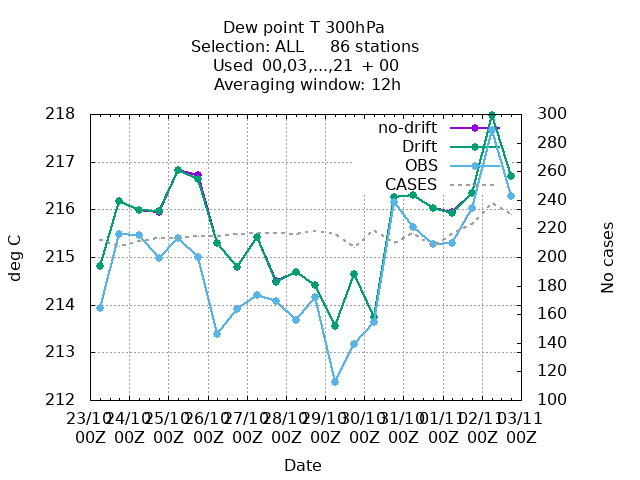 Dew point T 300hPa
Selection: ALL 86 stations
Used 00,03,...,21 + 00
Averaging window: 12h
218 300
no-drift
280
Drift
217
OBS 260
CASES
240
216
220
215 200
180
214
160
213 140
120
212 100
23/10 24/10 25/10 26/10 27/10 28/10 29/10 30/10 31/10 01/11 02/11 03/11
00Z 00Z 00Z 00Z 00Z 00Z 00Z 00Z 00Z 00Z 00Z 00Z
Date
deg C
No cases